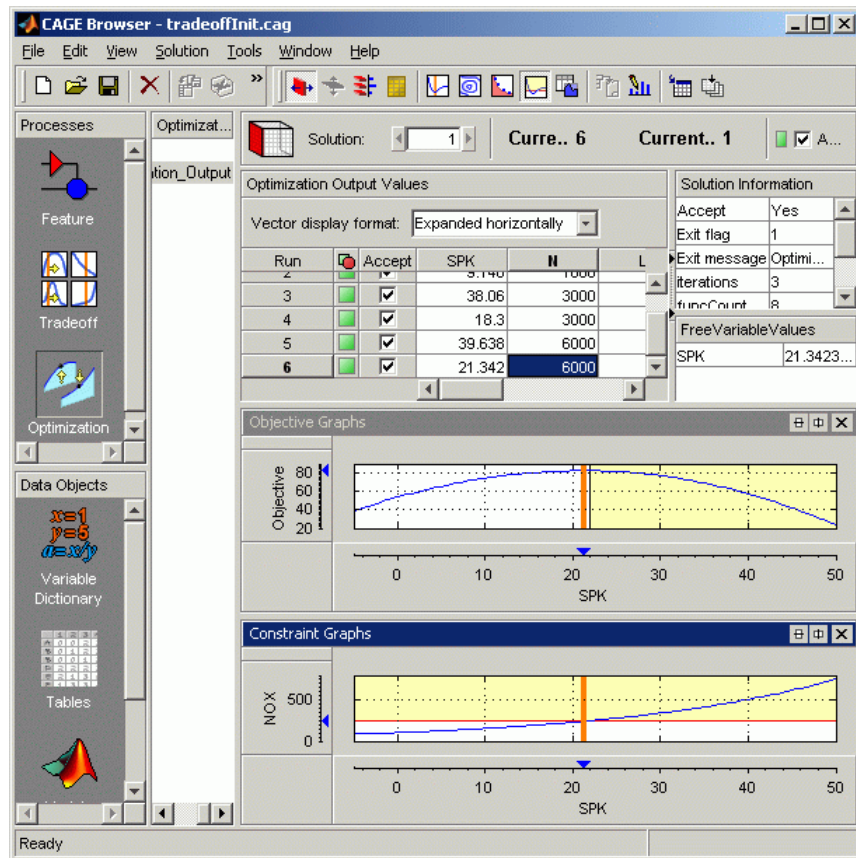 CAGE Browser - tradeoffInit.cag
File Edit View Solution Tools Window Help
»
Processes
Feature
Tradeoff
Optimization
Data Objects
x=1
y=5
a=x/y
Variable
Dictionary
Tables
Optimizat...
tion_Output
Solution: 1 Curre.. 6 Current.. 1 A...
Optimization Output Values
Vector display format: Expanded horizontally
Run Accept SPK N L
3 38.06 3000
4 18.3 3000
5 39.638 6000
6 21.342 6000
Solution Information
Accept Yes
Exit flag 1
Exit message Optimi...
iterations 3
funcCount 8
FreeVariableValues
SPK 21.3423...
Objective Graphs
Objective
80
60
40
20
0 10 20 30 40 50
SPK
Constraint Graphs
NOX
500
0
0 10 20 30 40 50
SPK
Ready